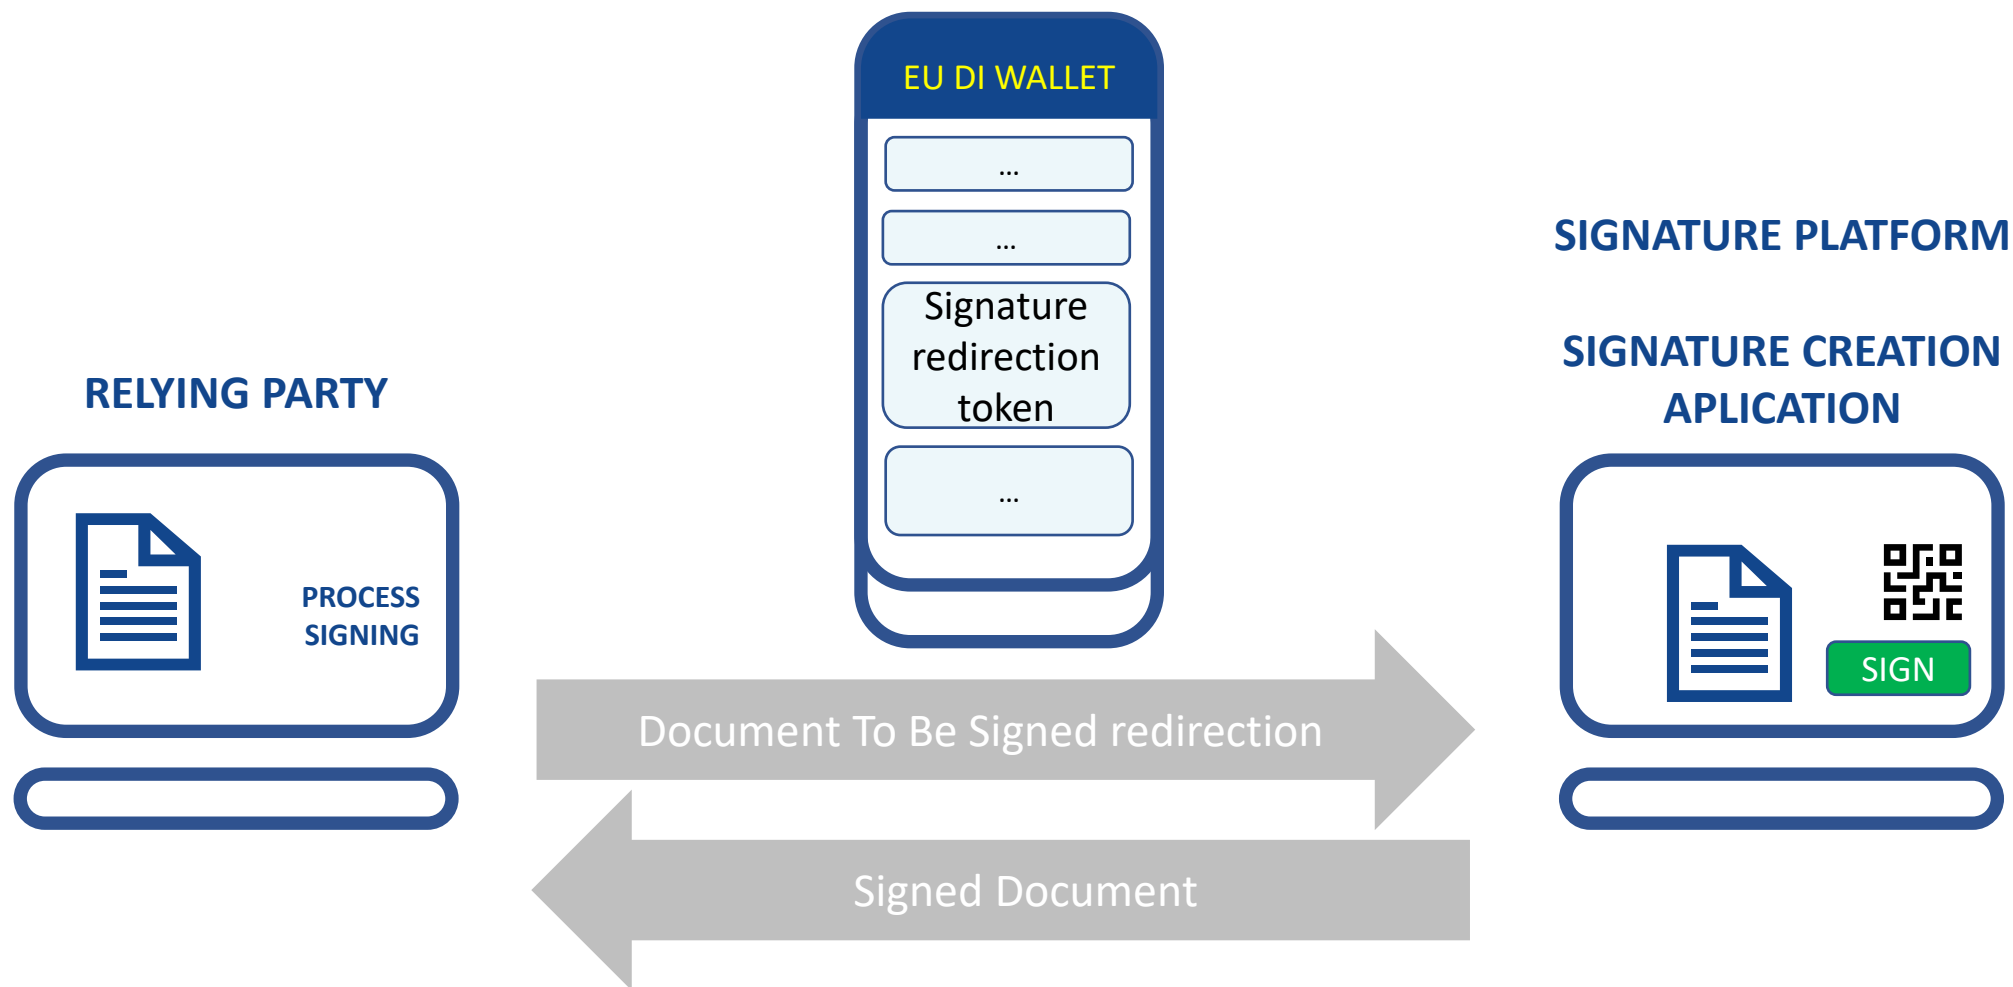 EU DI WALLET
…
…
Signature
redirection
token
…
RELYING PARTY
PROCESS
SIGNING
SIGNATURE PLATFORM
SIGNATURE CREATION
APLICATION
SIGN
Document To Be Signed redirection
Signed Document